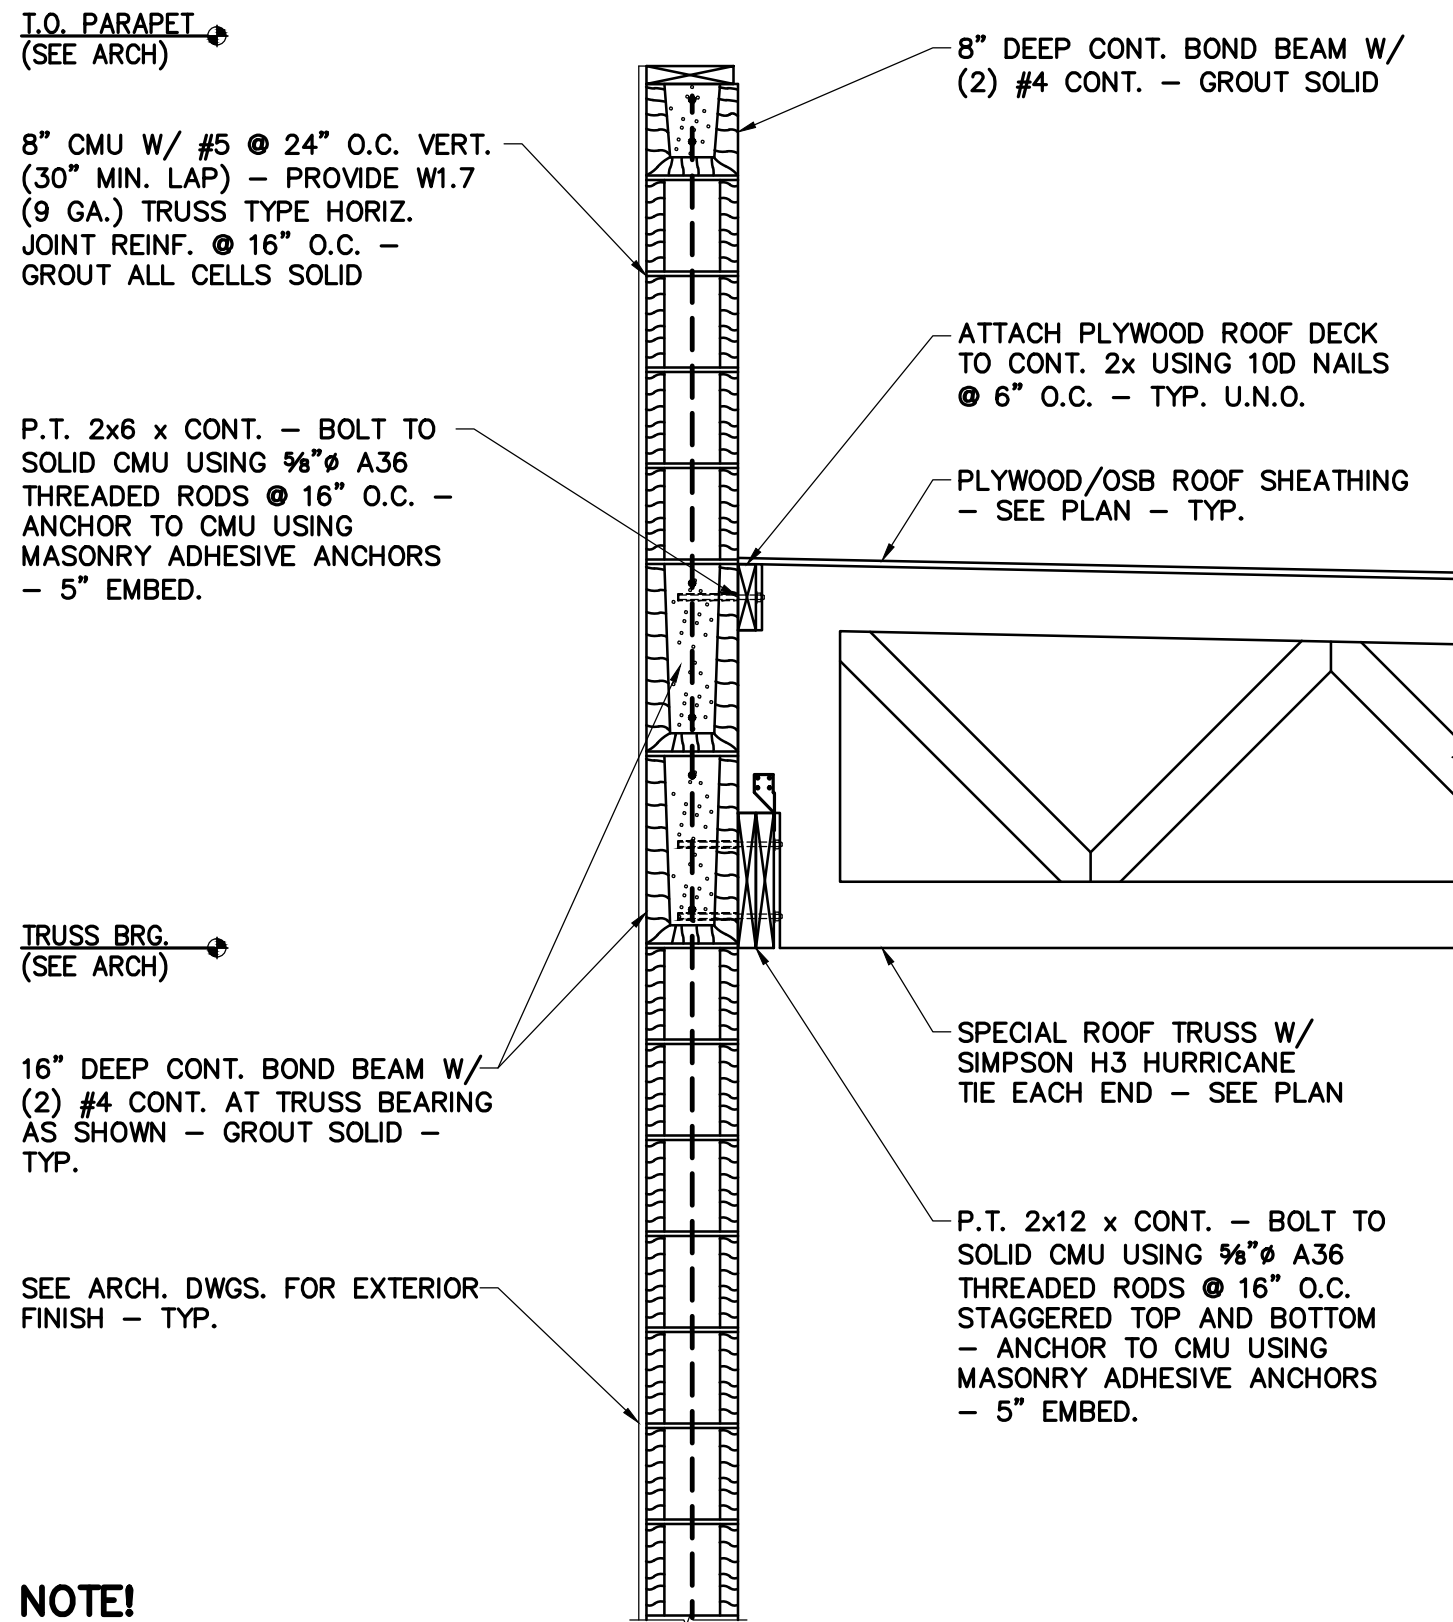 T.O. PARAPET
(SEE ARCH)
8" CMU W/ #5 @ 24" O.C. VERT.
(30" MIN. LAP) – PROVIDE W1.7
(9 GA.) TRUSS TYPE HORIZ.
JOINT REINF. @ 16" O.C. –
GROUT ALL CELLS SOLID
P.T. 2x6 x CONT. – BOLT TO
SOLID CMU USING ⅝"ø A36
THREADED RODS @ 16" O.C. –
ANCHOR TO CMU USING
MASONRY ADHESIVE ANCHORS
– 5" EMBED.
TRUSS BRG.
(SEE ARCH)
16" DEEP CONT. BOND BEAM W/
(2) #4 CONT. AT TRUSS BEARING
AS SHOWN – GROUT SOLID –
TYP.
SEE ARCH. DWGS. FOR EXTERIOR
FINISH – TYP.
NOTE!
8" DEEP CONT. BOND BEAM W/
(2) #4 CONT. – GROUT SOLID
ATTACH PLYWOOD ROOF DECK
TO CONT. 2x USING 10D NAILS
@ 6" O.C. – TYP. U.N.O.
PLYWOOD/OSB ROOF SHEATHING
– SEE PLAN – TYP.
SPECIAL ROOF TRUSS W/
SIMPSON H3 HURRICANE
TIE EACH END – SEE PLAN
P.T. 2x12 x CONT. – BOLT TO
SOLID CMU USING ⅝"ø A36
THREADED RODS @ 16" O.C.
STAGGERED TOP AND BOTTOM
– ANCHOR TO CMU USING
MASONRY ADHESIVE ANCHORS
– 5" EMBED.